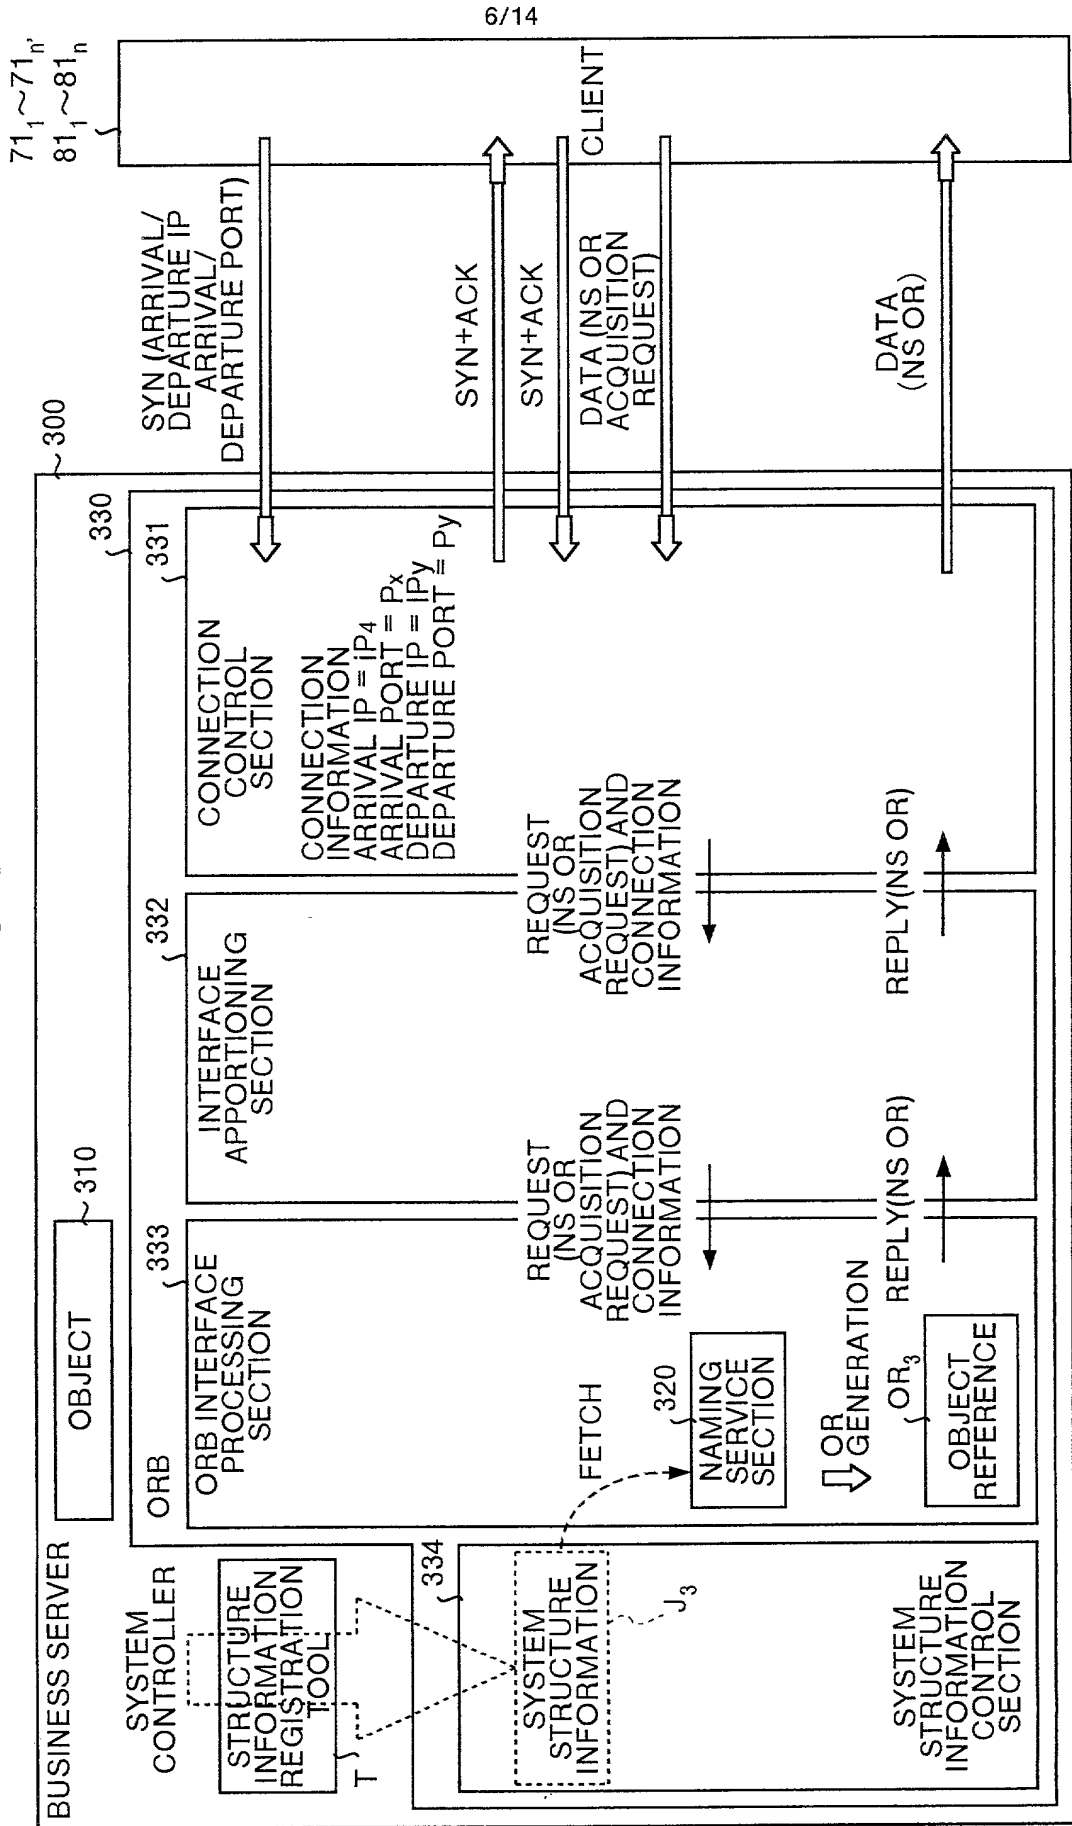 6/14
BUSINESS SERVER
300
SYSTEM
CONTROLLER
STRUCTURE
INFORMATION
REGISTRATION
TOOL
T
OBJECT
310
ORB
330
ORB INTERFACE
PROCESSING
SECTION
333
INTERFACE
APPORTIONING
SECTION
332
CONNECTION
CONTROL
SECTION
331
CONNECTION
INFORMATION
ARRIVAL IP = iP₄
ARRIVAL PORT = Px
DEPARTURE IP = IPy
DEPARTURE PORT = Py
SYN (ARRIVAL/
DEPARTURE IP
ARRIVAL/
DEPARTURE PORT)
71₁~71n,
81₁~81n
CLIENT
SYN+ACK
SYN+ACK
DATA (NS OR
ACQUISITION
REQUEST)
DATA
(NS OR)
334
SYSTEM
STRUCTURE
INFORMATION
J₃
SYSTEM
STRUCTURE
INFORMATION
CONTROL
SECTION
FETCH
320
NAMING
SERVICE
SECTION
OR
GENERATION
OR₃
OBJECT
REFERENCE
REQUEST
(NS OR
ACQUISITION
REQUEST) AND
CONNECTION
INFORMATION
REPLY(NS OR)
REQUEST
(NS OR
ACQUISITION
REQUEST) AND
CONNECTION
INFORMATION
REPLY(NS OR)